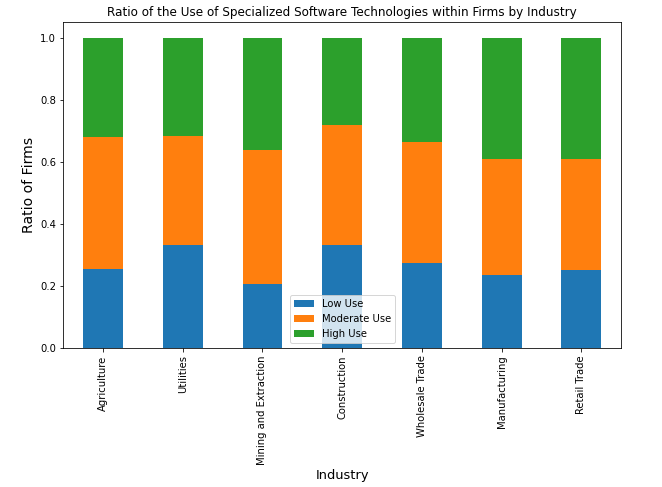 Ratio of the Use of Specialized Software Technologies within Firms by Industry
Ratio of Firms
1.0
0.8
0.6
0.4
0.2
0.0
Low Use
Moderate Use
High Use
Agriculture
Utilities
Mining and Extraction
Construction
Wholesale Trade
Manufacturing
Retail Trade
Industry